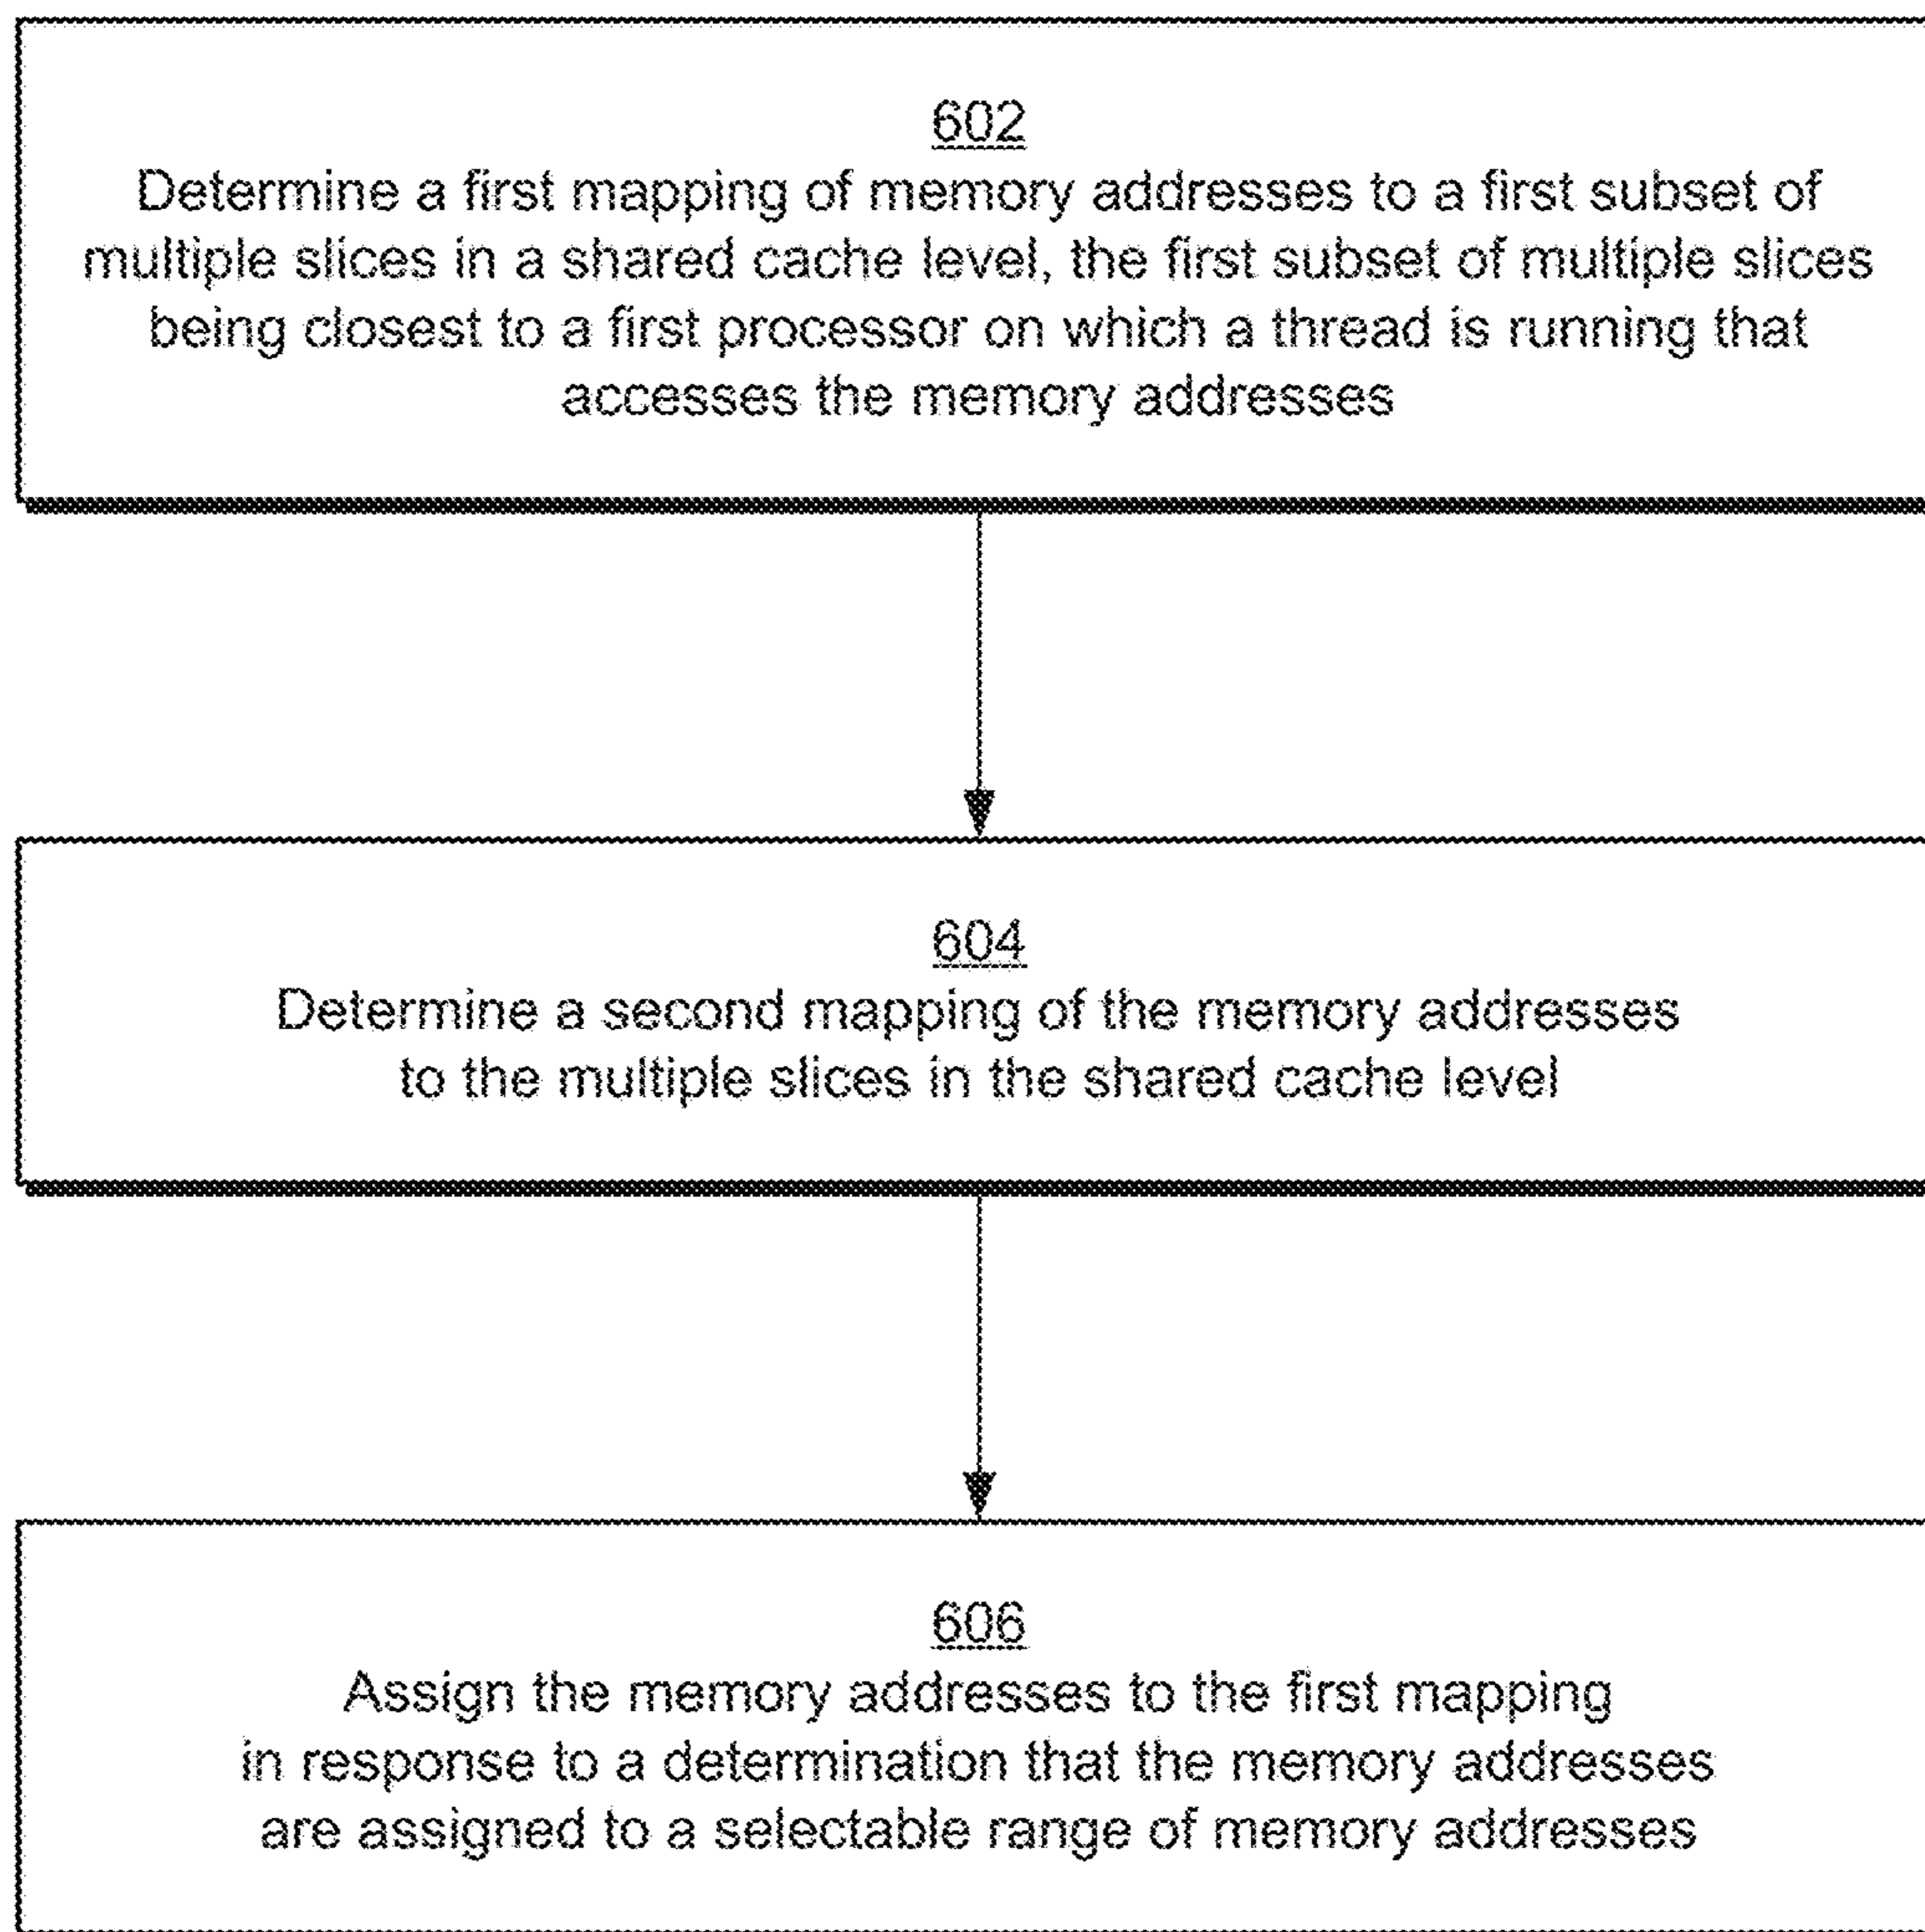 602
Determine a first mapping of memory addresses to a first subset of
multiple slices in a shared cache level, the first subset of multiple slices
being closest to a first processor on which a thread is running that
accesses the memory addresses
604
Determine a second mapping of the memory addresses
to the multiple slices in the shared cache level
606
Assign the memory addresses to the first mapping
in response to a determination that the memory addresses
are assigned to a selectable range of memory addresses